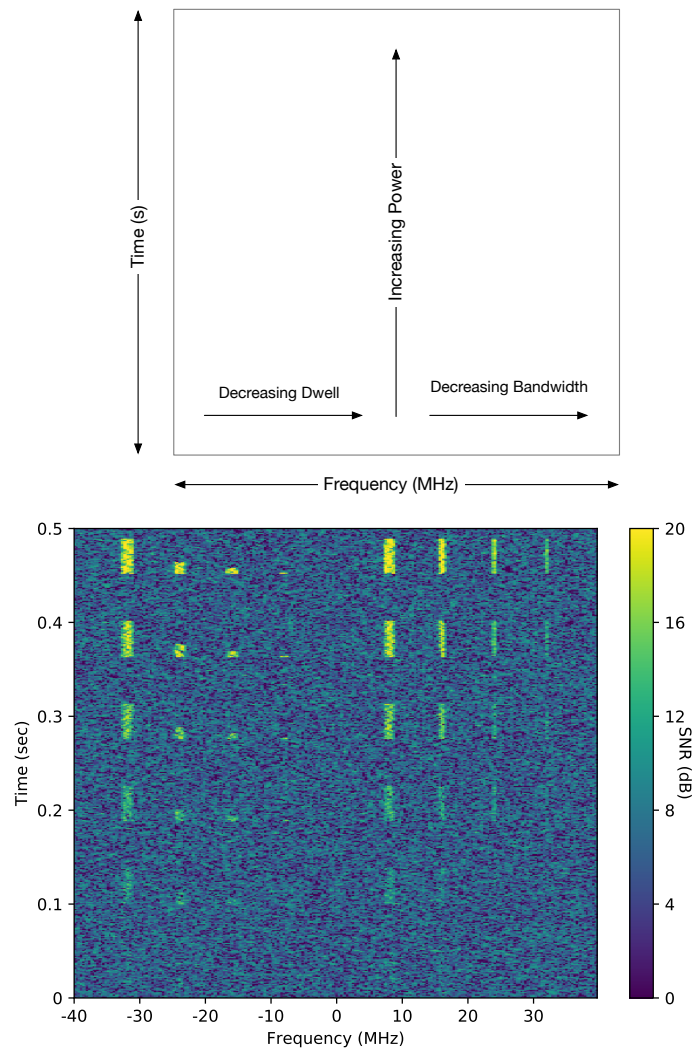 Time (s)
Increasing Power
Decreasing Dwell
Decreasing Bandwidth
Frequency (MHz)
0.5
0.4
0.3
0.2
0.1
0
Time (sec)
-40
-30
-20
-10
0
10
20
30
Frequency (MHz)
20
16
12
8
4
0
SNR (dB)